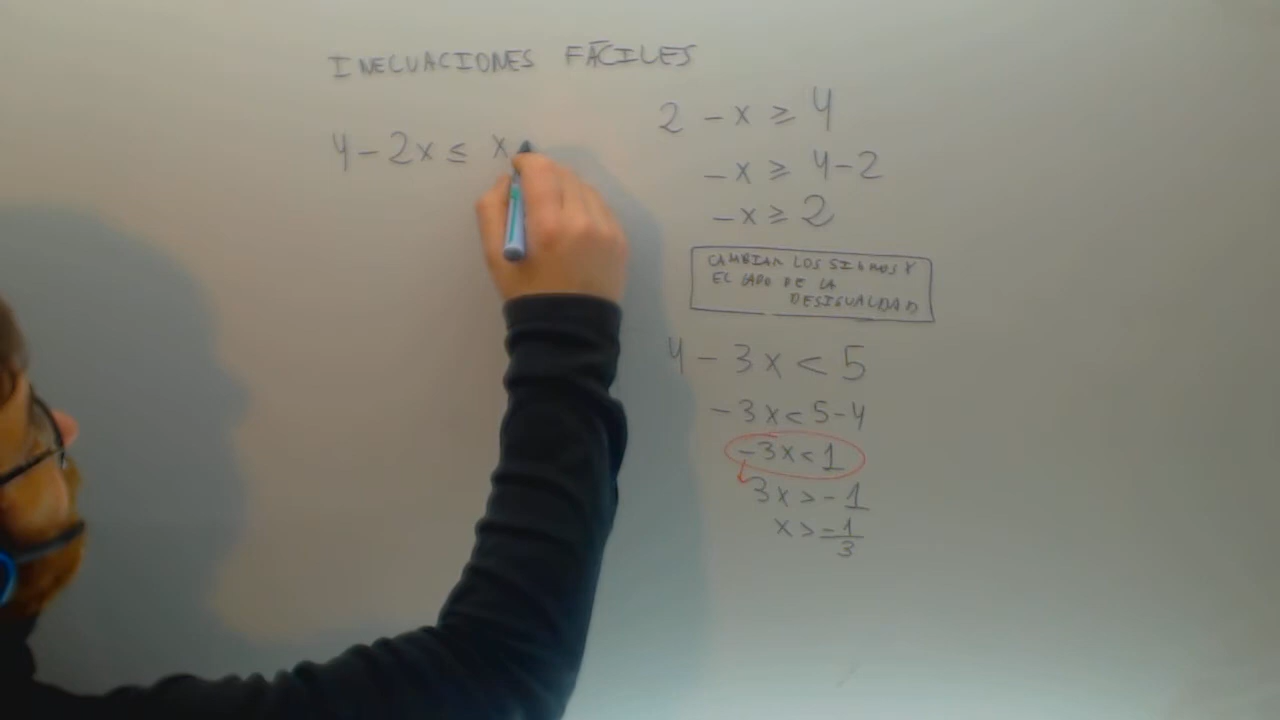 INECUACIONES FÁCILES
4 - 2x ≤ x
2 - x ≥ 4
- x ≥ 4 - 2
- x ≥ 2
CAMBIAR LOS SIGNOS Y
EL LADO DE LA
DESIGUALDAD
4 - 3x < 5
- 3x < 5 - 4
- 3x < 1
3x > - 1
x > -1/3